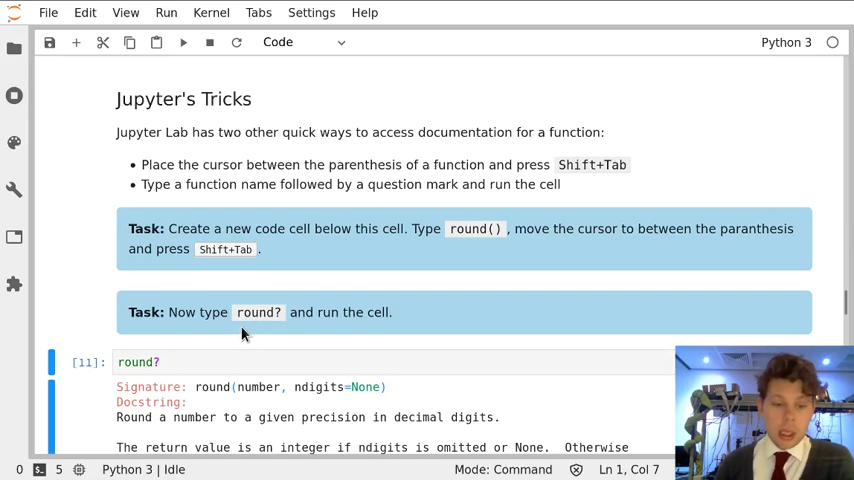 File Edit View Run Kernel Tabs Settings Help
Code Python 3
Jupyter's Tricks
Jupyter Lab has two other quick ways to access documentation for a function:
• Place the cursor between the parenthesis of a function and press Shift+Tab
• Type a function name followed by a question mark and run the cell
Task: Create a new code cell below this cell. Type round(), move the cursor to between the paranthesis
and press Shift+Tab.
Task: Now type round? and run the cell.
[11]: round?
Signature: round(number, ndigits=None)
Docstring:
Round a number to a given precision in decimal digits.
The return value is an integer if ndigits is omitted or None. Otherwise
0 5 Python 3 | Idle Mode: Command Ln 1, Col 7